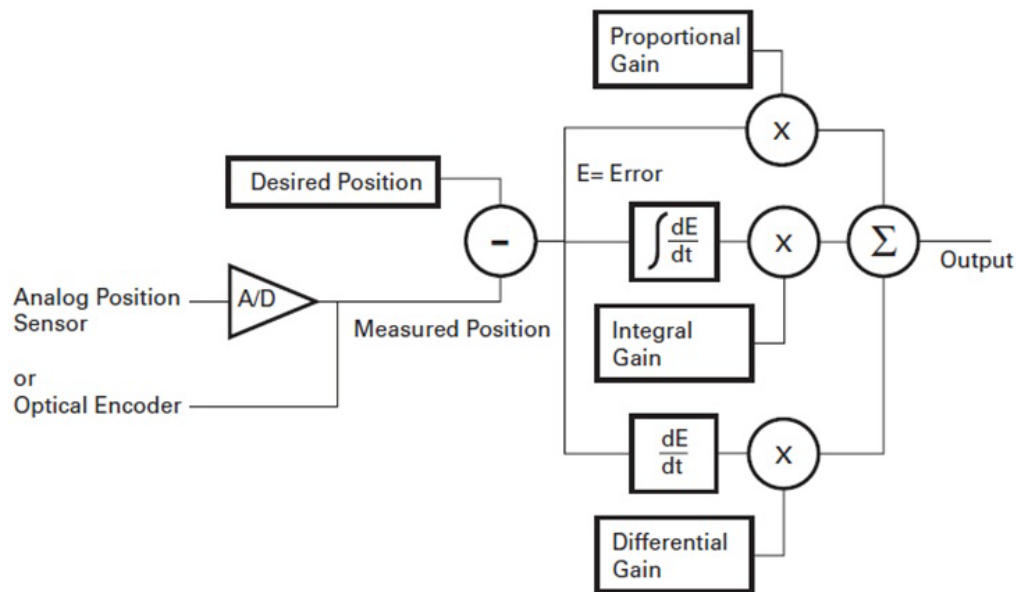 Proportional
Gain
X
Desired Position
E= Error
-
∫ dE
dt
X
Σ
Output
Analog Position
Sensor
A/D
Measured Position
Integral
Gain
or
Optical Encoder
dE
dt
X
Differential
Gain